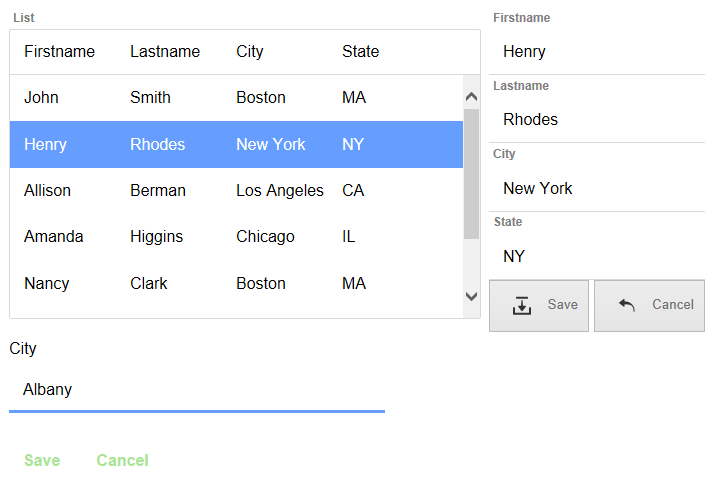 List
Firstname Lastname City State
John Smith Boston MA
Henry Rhodes New York NY
Allison Berman Los Angeles CA
Amanda Higgins Chicago IL
Nancy Clark Boston MA
Firstname
Henry
Lastname
Rhodes
City
New York
State
NY
Save Cancel
City
Albany
Save Cancel